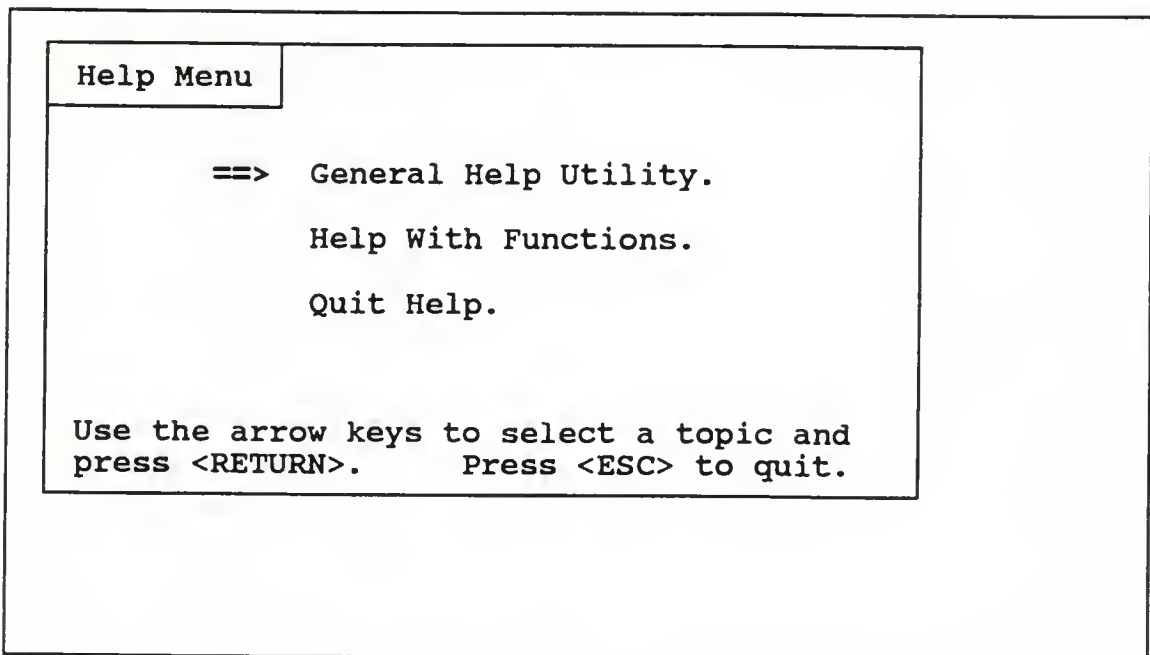 Help Menu
==> General Help Utility.
Help With Functions.
Quit Help.
Use the arrow keys to select a topic and
press <RETURN>. Press <ESC> to quit.